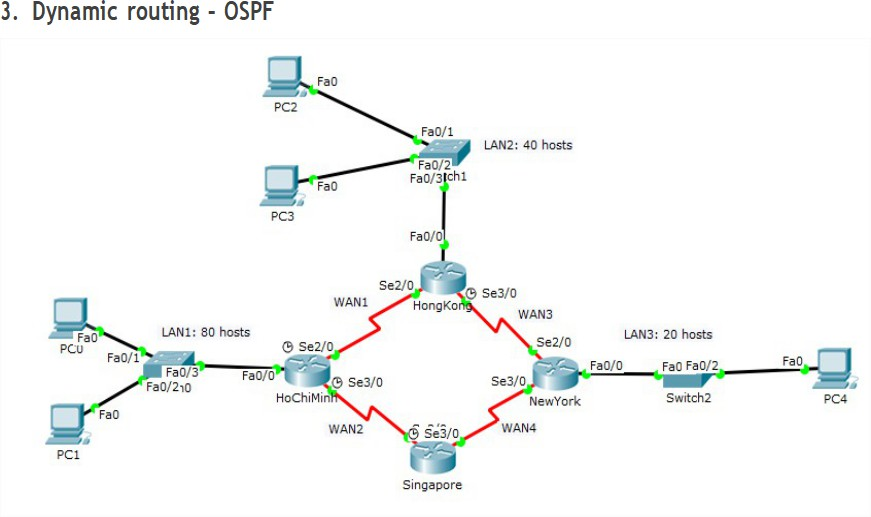 3. Dynamic routing - OSPF
Fa0
PC2
Fa0/1
LAN2: 40 hosts
Fa0/2
Fa0/3
ch1
Fa0
PC3
Fa0/0
Se2/0
HongKong
Se3/0
WAN1
WAN3
Fa0
PC0
LAN1: 80 hosts
Fa0/1
Fa0/3
Fa0/2
Fa0/0
Se2/0
Se3/0
HoChiMinh
Fa0
PC1
WAN2
Se2/0
Se3/0
NewYork
Fa0/0
LAN3: 20 hosts
Fa0
Fa0/2
Switch2
Fa0
PC4
WAN4
Se3/0
Singapore